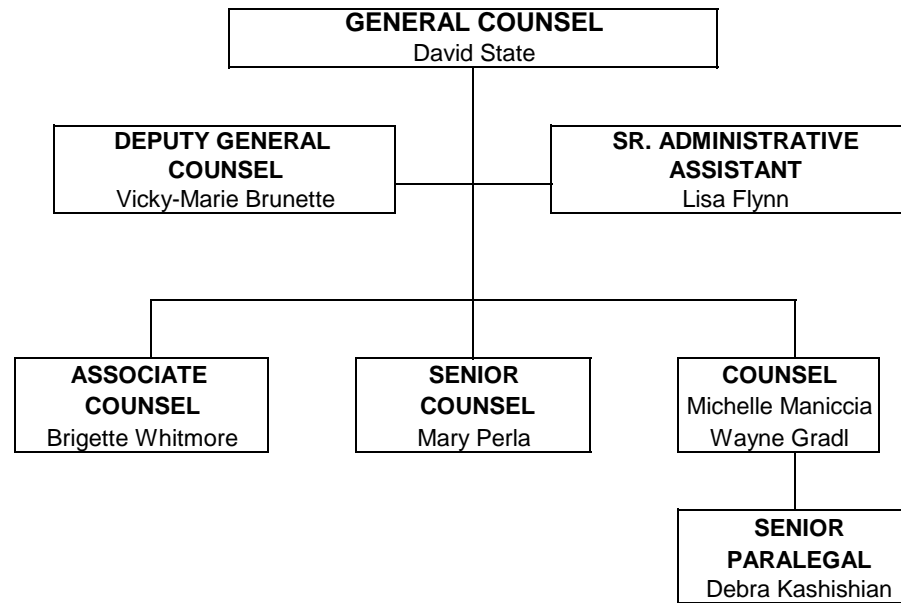 GENERAL COUNSEL
David State
DEPUTY GENERAL
COUNSEL
Vicky-Marie Brunette
SR. ADMINISTRATIVE
ASSISTANT
Lisa Flynn
ASSOCIATE
COUNSEL
Brigette Whitmore
SENIOR
COUNSEL
Mary Perla
COUNSEL
Michelle Maniccia
Wayne Gradl
SENIOR
PARALEGAL
Debra Kashishian